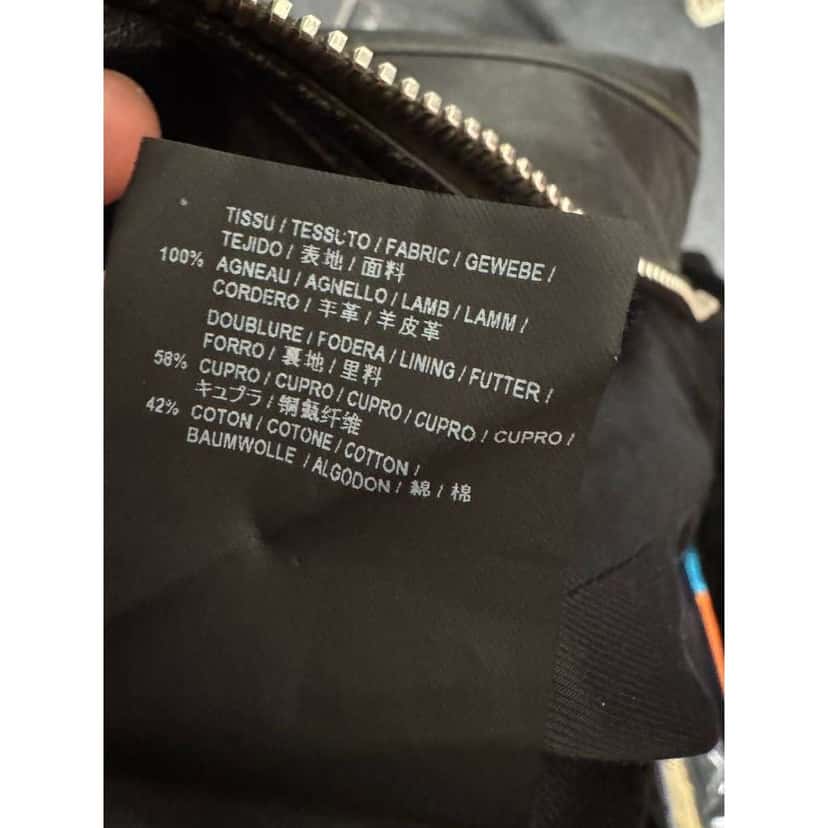 TISSU / TESSUTO / FABRIC / GEWEBE /
TEJIDO / 表地 / 面料
100% AGNEAU / AGNELLO / LAMB / LAMM /
CORDERO / 羊革 / 羊皮革
DOUBLURE / FODERA / LINING / FUTTER /
FORRO / 裏地 / 里料
58% CUPRO / CUPRO / CUPRO / CUPRO / CUPRO /
キュプラ / 铜氨纤维
42% COTON / COTONE / COTTON /
BAUMWOLLE / ALGODON / 綿 / 棉